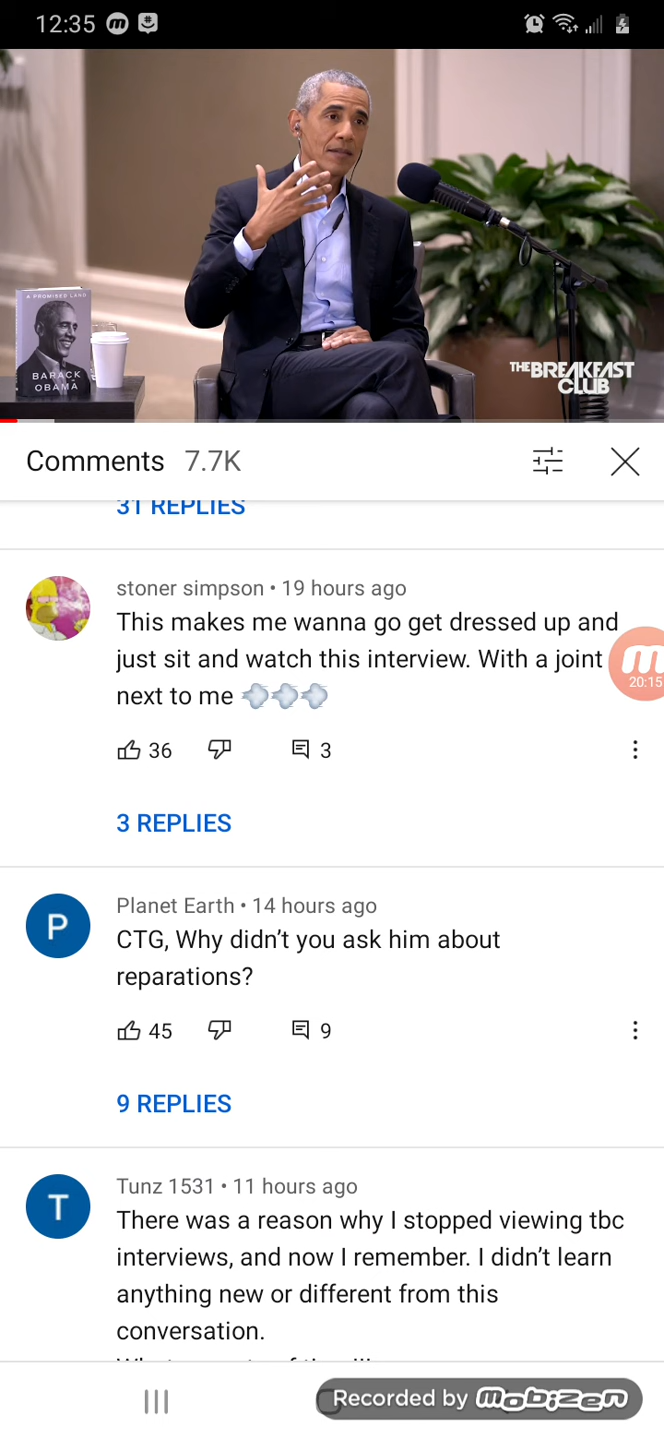 12:35
A PROMISED LAND
BARACK
OBAMA
THE BREAKFAST
CLUB
Comments 7.7K
31 REPLIES
stoner simpson • 19 hours ago
This makes me wanna go get dressed up and
just sit and watch this interview. With a joint
next to me 💨💨💨
20:15
36 3
3 REPLIES
P
Planet Earth • 14 hours ago
CTG, Why didn’t you ask him about
reparations?
45 9
9 REPLIES
T
Tunz 1531 • 11 hours ago
There was a reason why I stopped viewing tbc
interviews, and now I remember. I didn’t learn
anything new or different from this
conversation.
Recorded by mobizen